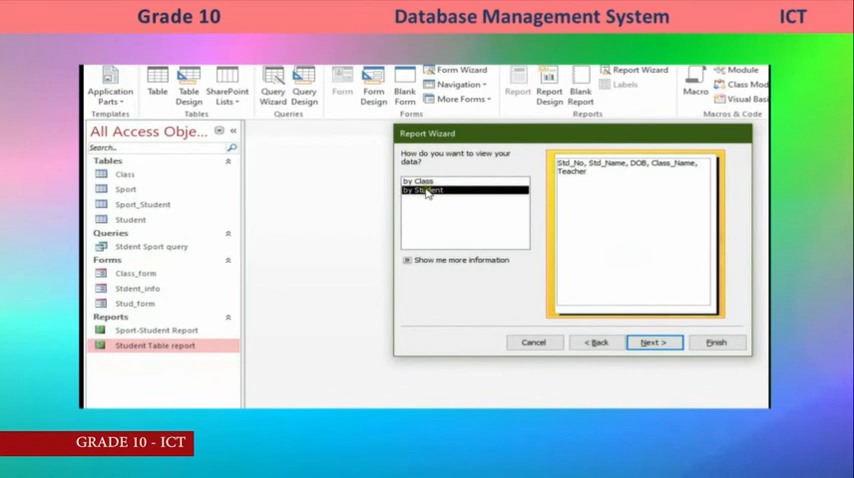 Grade 10 Database Management System ICT
Application Parts Table Table Design SharePoint Lists Query Wizard Query Design Form Form Design Blank Form Form Wizard Navigation More Forms Report Report Design Blank Report Report Wizard Labels Macro Module Class Mod Visual Basi
Templates Tables Queries Forms Reports Macros & Code
All Access Obje... «
Search...
Tables
Class
Sport
Sport_Student
Student
Queries
Stdent Sport query
Forms
Class_form
Stdent_info
Stud_form
Reports
Sport-Student Report
Student Table report
Report Wizard
How do you want to view your
data?
by Class
by Student
Show me more information
Std_No, Std_Name, DOB, Class_Name,
Teacher
Cancel < Back Next > Finish
GRADE 10 - ICT